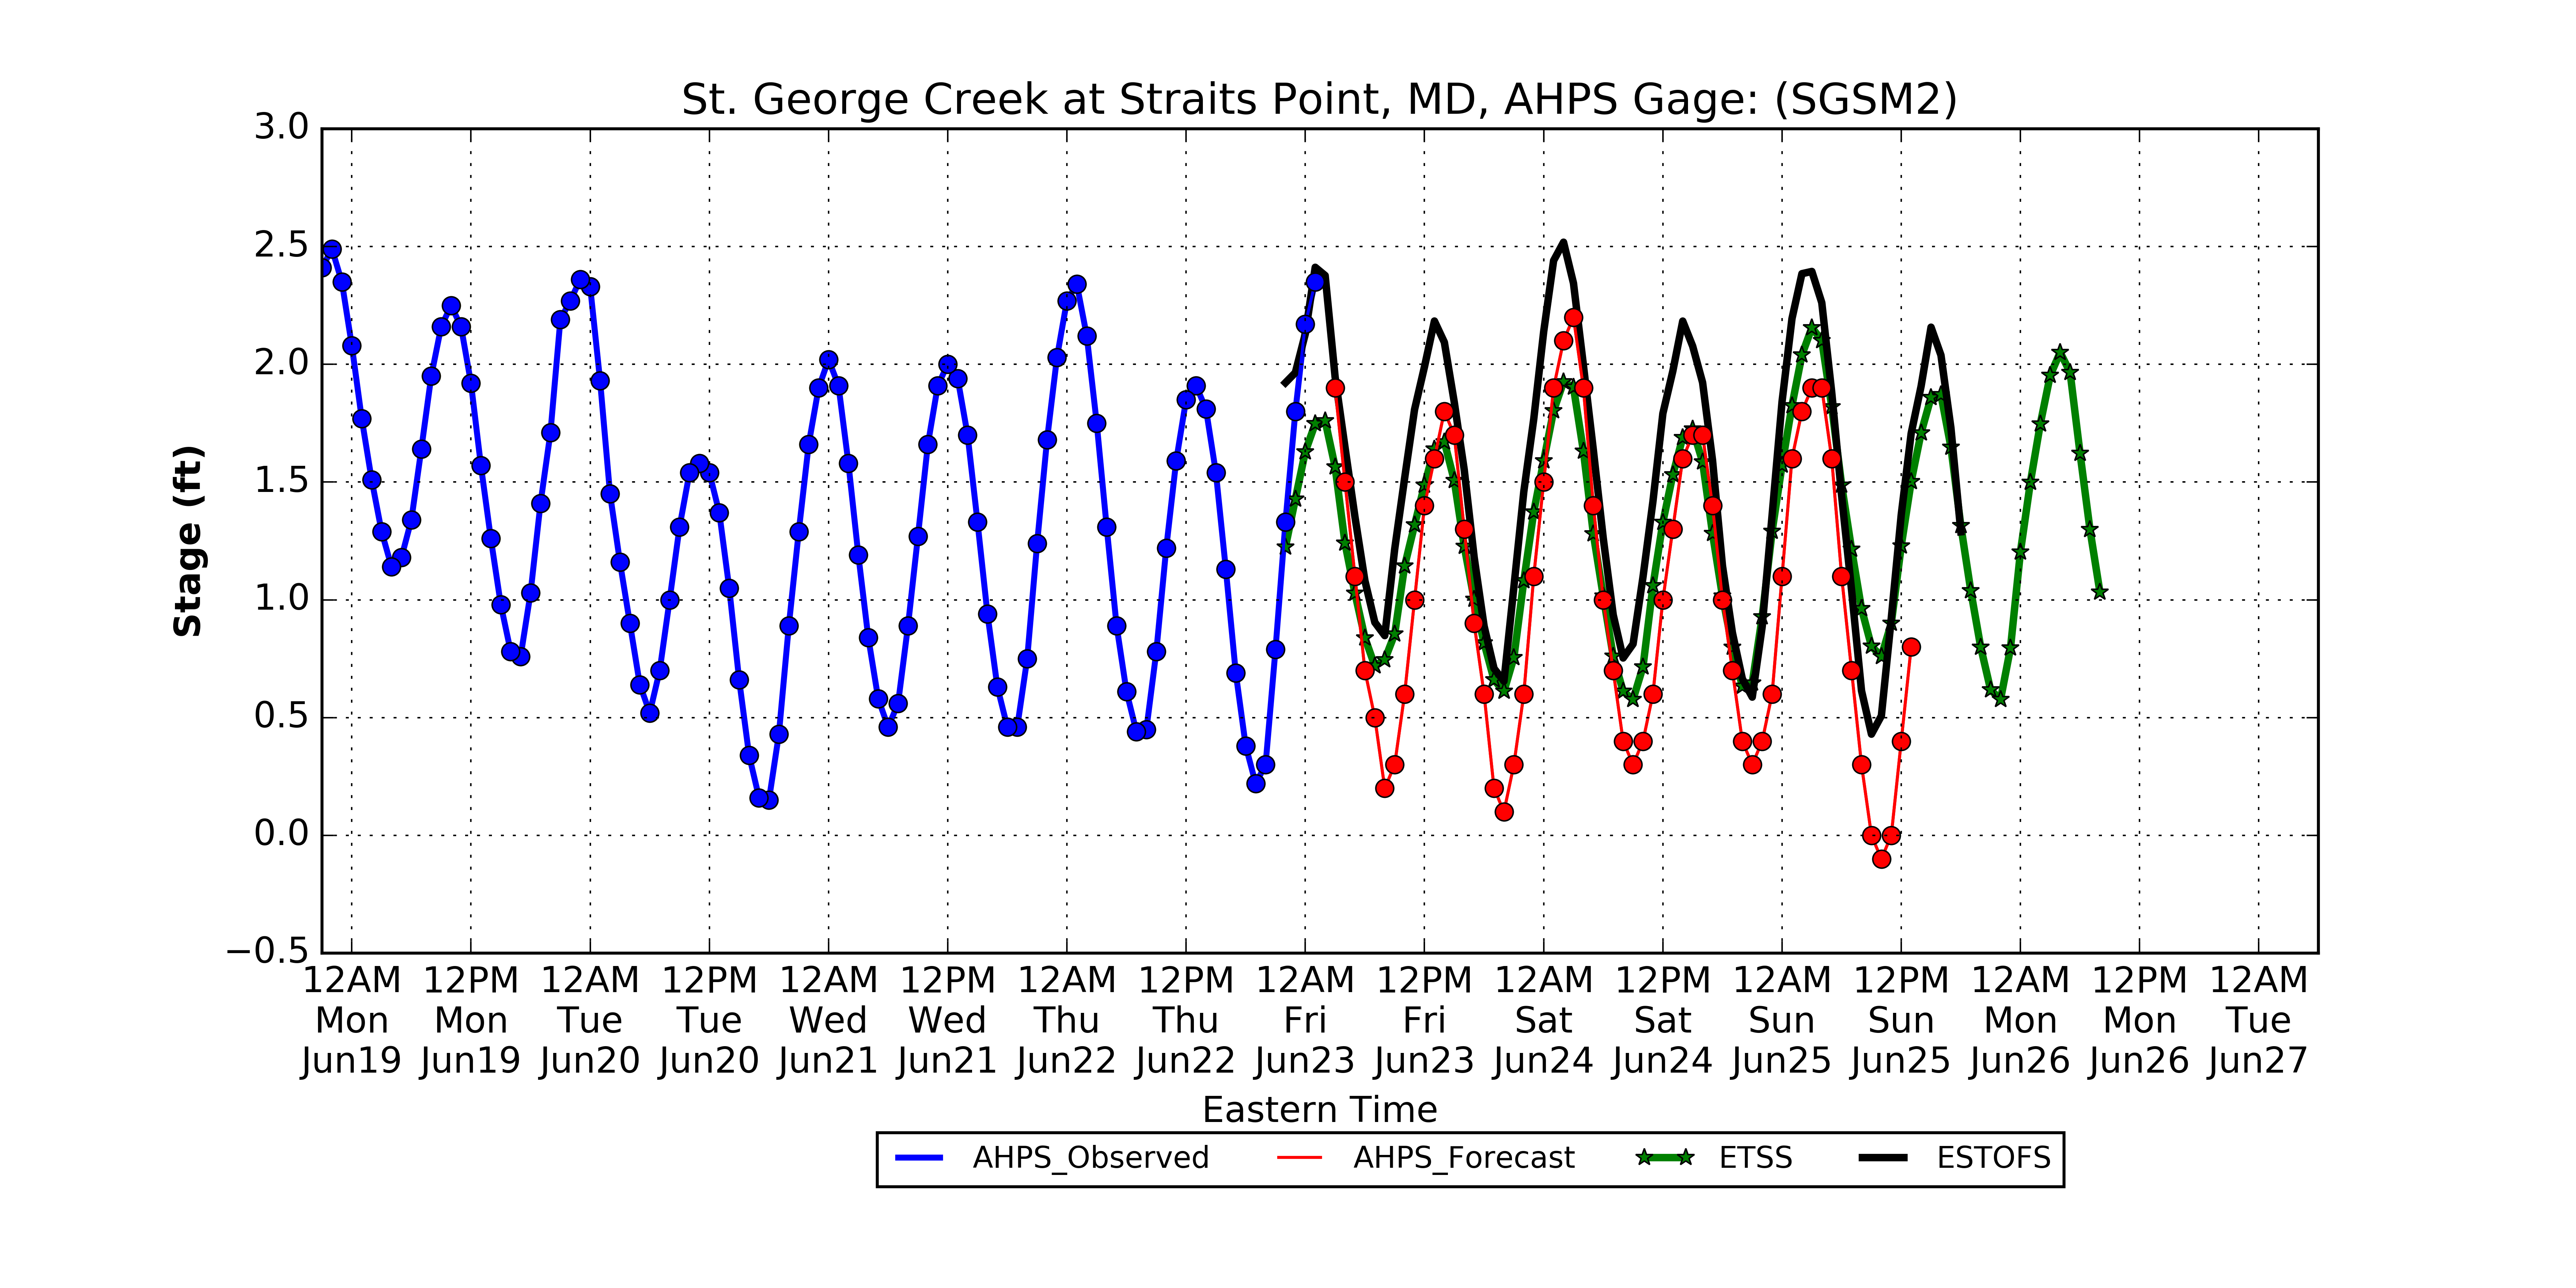 St. George Creek at Straits Point, MD, AHPS Gage: (SGSM2)
3.0
2.5
2.0
1.5
1.0
0.5
0.0
−0.5
Stage (ft)
12AM 12PM 12AM 12PM 12AM 12PM 12AM 12PM 12AM 12PM 12AM 12PM 12AM 12PM 12AM 12PM 12AM
Mon Mon Tue Tue Wed Wed Thu Thu Fri Fri Sat Sat Sun Sun Mon Mon Tue
Jun19 Jun19 Jun20 Jun20 Jun21 Jun21 Jun22 Jun22 Jun23 Jun23 Jun24 Jun24 Jun25 Jun25 Jun26 Jun26 Jun27
Eastern Time
AHPS_Observed AHPS_Forecast ETSS ESTOFS